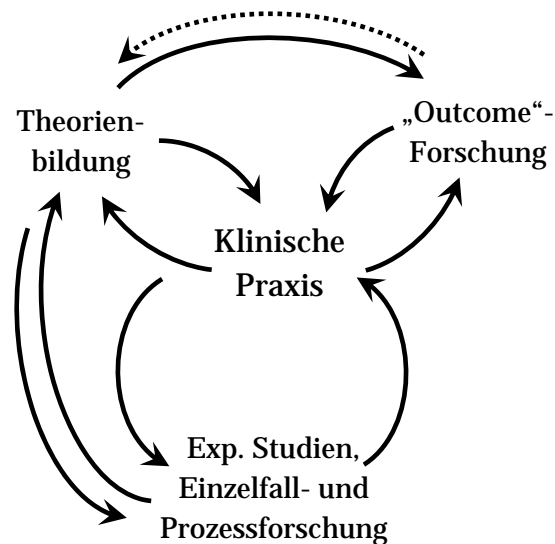 Theorien-
bildung
„Outcome“-
Forschung
Klinische
Praxis
Exp. Studien,
Einzelfall- und
Prozessforschung